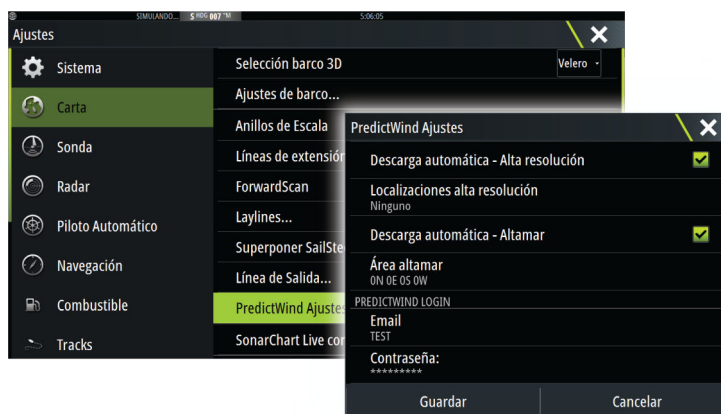 SIMULANDO... S HDG 007 °M 5:06:05
Ajustes
Sistema
Carta
Sonda
Radar
Piloto Automático
Navegación
Combustible
Tracks
Selección barco 3D
Velero
Ajustes de barco...
Anillos de Escala
Líneas de extensión
ForwardScan
Laylines...
Superponer SailSte
Línea de Salida...
PredictWind Ajuste
SonarChart Live co
PredictWind Ajustes
Descarga automática - Alta resolución
Localizaciones alta resolución
Ninguno
Descarga automática - Altamar
Área altamar
0N 0E 0S 0W
PREDICTWIND LOGIN
Email
TEST
Contraseña:
*********
Guardar
Cancelar